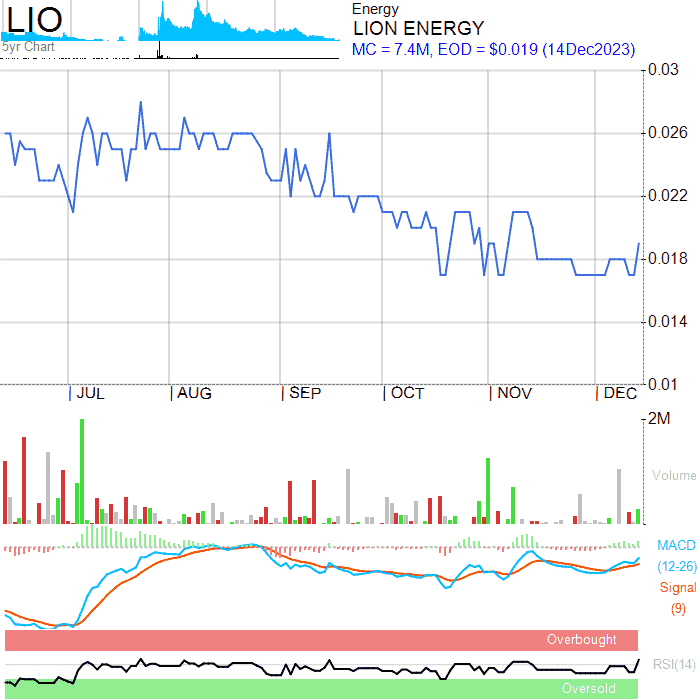 LIO
5yr Chart
Energy
LION ENERGY
MC = 7.4M, EOD = $0.019 (14Dec2023)
0.03
0.026
0.022
0.018
0.014
0.01
JUL AUG SEP OCT NOV DEC
2M
Volume
MACD
(12-26)
Signal
(9)
Overbought
RSI(14)
Oversold